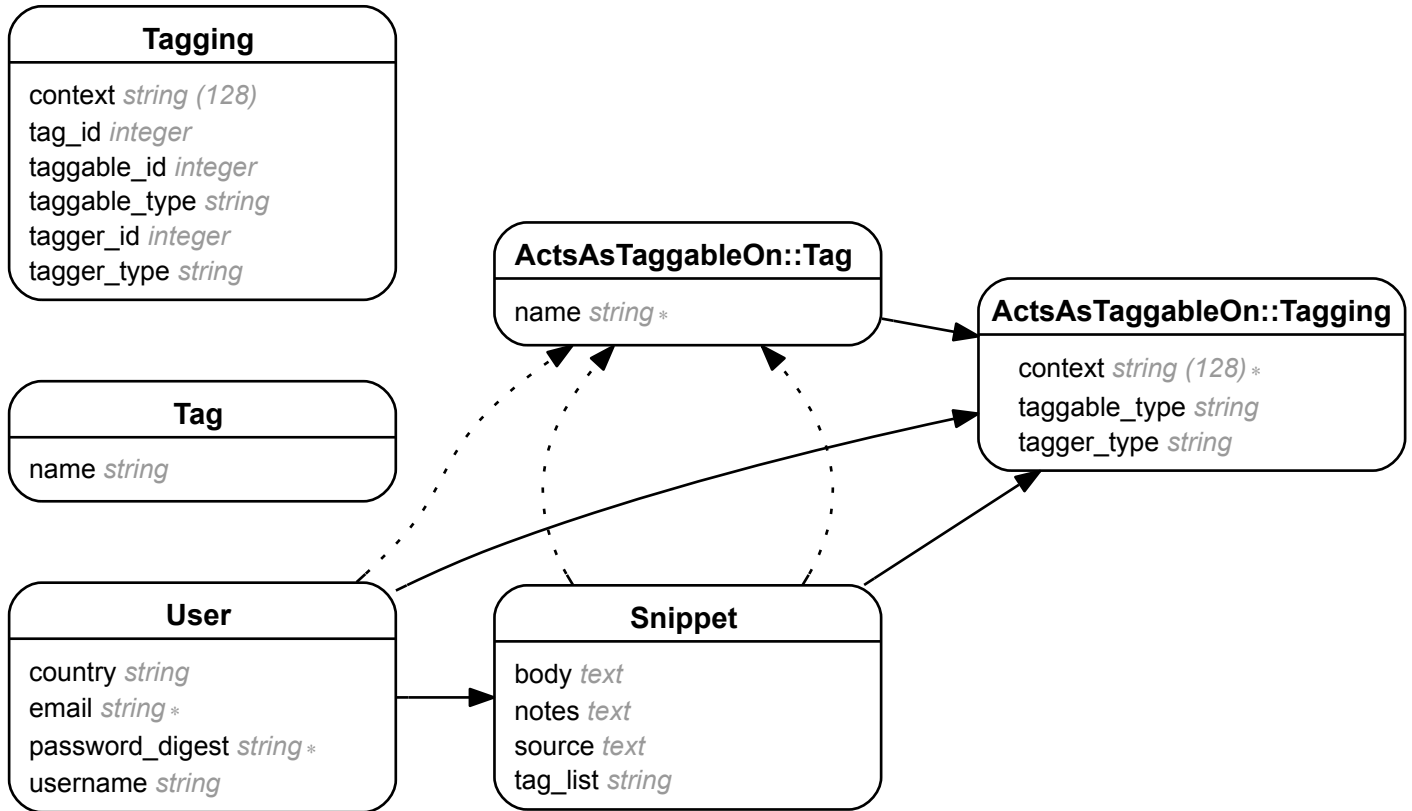 Tagging
context string (128)
tag_id integer
taggable_id integer
taggable_type string
tagger_id integer
tagger_type string
ActsAsTaggableOn::Tag
name string *
ActsAsTaggableOn::Tagging
context string (128) *
taggable_type string
tagger_type string
Tag
name string
User
country string
email string *
password_digest string *
username string
Snippet
body text
notes text
source text
tag_list string